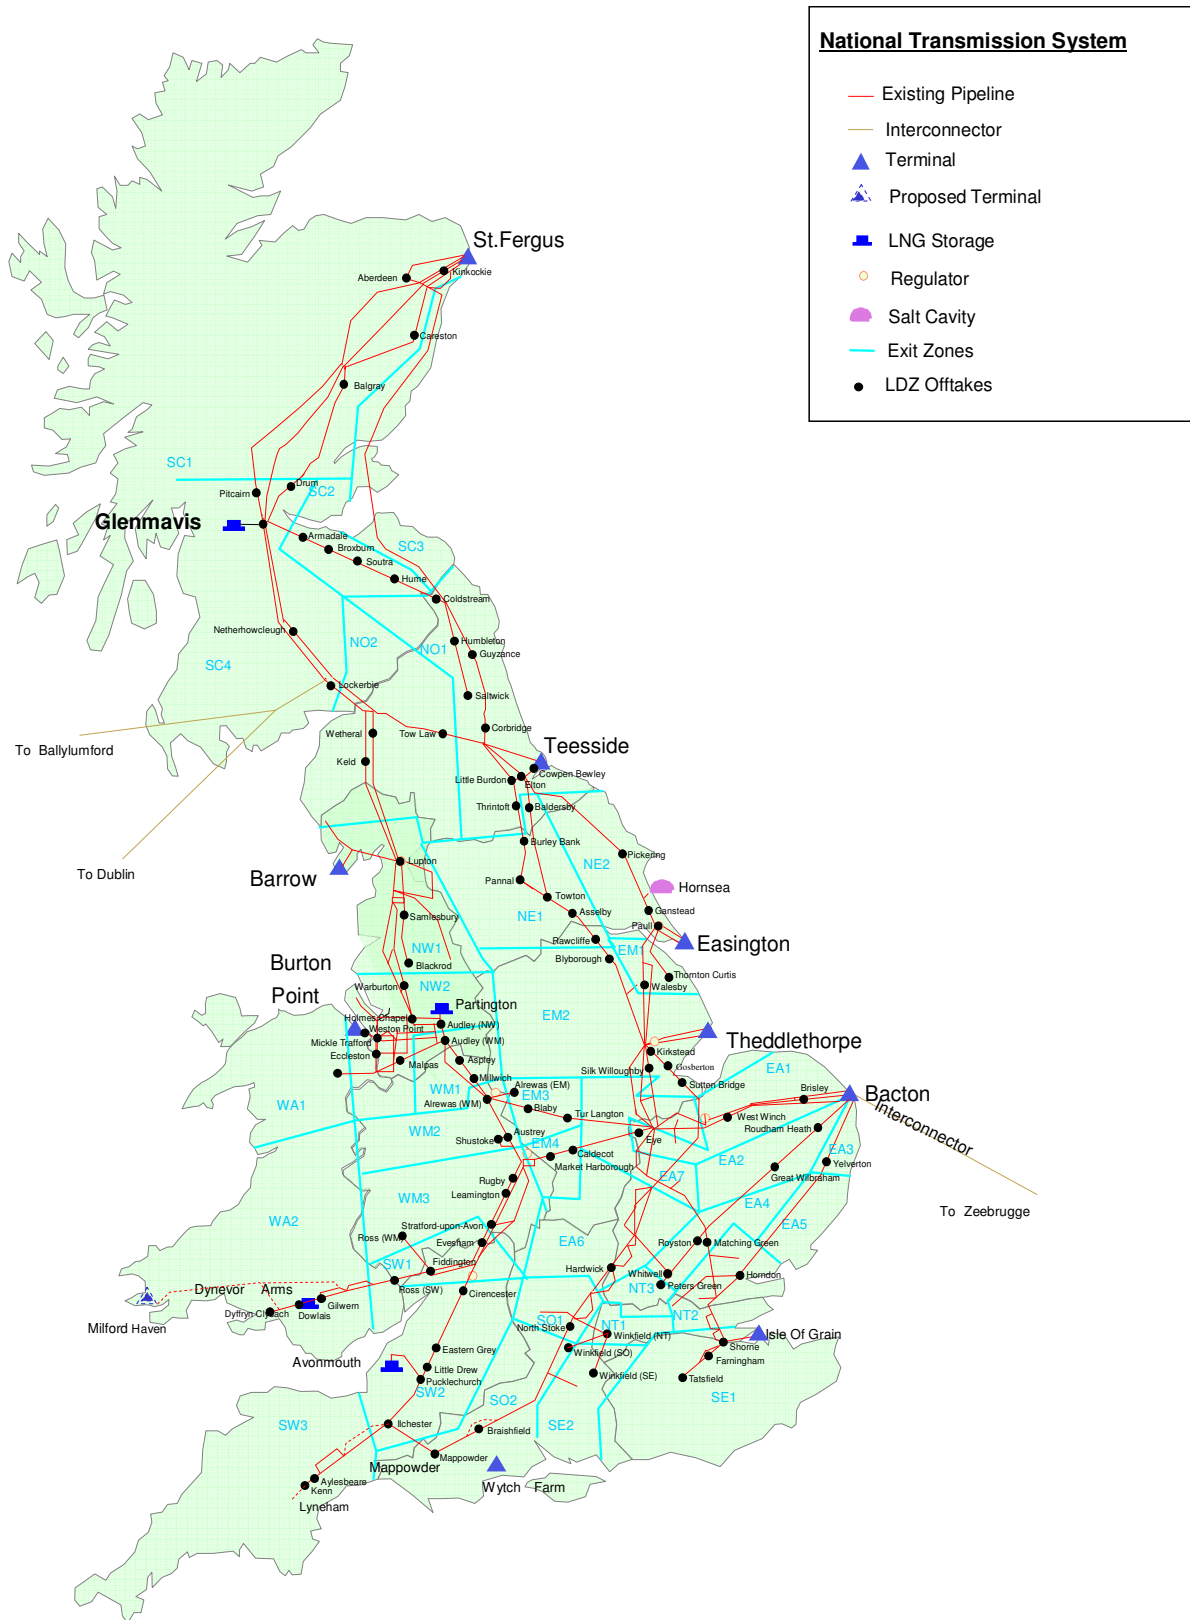 National Transmission System
Existing Pipeline
Interconnector
Terminal
Proposed Terminal
LNG Storage
Regulator
Salt Cavity
Exit Zones
LDZ Offtakes
St.Fergus
Kinkockie
Aberdeen
Careston
Balgray
SC1
Drum
SC2
Pitcairn
Glenmavis
Armadale
Broxburn
SC3
Soutra
Hume
Coldstream
Netherhowcleugh
NO2
NO1
Humbleton
Guyzance
SC4
Lockerbie
Saltwick
Wetheral
Tow Law
Corbridge
To Ballylumford
Keld
Teesside
Cowpen Bewley
Little Burdon
Elton
Thrintoft
Baldersby
Burley Bank
Pickering
To Dublin
Barrow
Lupton
NE2
Pannal
Hornsea
Towton
Ganstead
Samlesbury
NE1
Asselby
Paull
Rawcliffe
Easington
NW1
EM1
Burton
Point
Blackrod
Blyborough
Thornton Curtis
Warburton
NW2
Walesby
Partington
Holmes Chapel
Weston Point
Audley (NW)
EM2
Mickle Trafford
Audley (WM)
Theddlethorpe
Eccleston
Malpas
Aspley
Kirkstead
Silk Willoughby
Gosberton
Millwich
Sutten Bridge
EA1
WM1
Alrewas (EM)
EM3
Brisley
Bacton
WA1
Alrewas (WM)
Blaby
Tur Langton
West Winch
Interconnector
WM2
Austrey
Shustoke
EM4
Eye
Roudham Heath
Caldecot
Market Harborough
EA2
EA3
Yelverton
Great Wilbraham
Rugby
EA7
Leamington
WM3
EA4
To Zeebrugge
Stratford-upon-Avon
EA5
WA2
Ross (WM)
Evesham
EA6
Royston
Matching Green
SW1
Fiddington
Hardwick
Whitwell
Horndon
Dynevor Arms
Ross (SW)
NT3
Peters Green
Gilwern
Cirencester
Dyffryn Clydach
Dowlais
Milford Haven
SO1
North Stoke
NT1
NT2
Winkfield (NT)
Isle Of Grain
Shorne
Eastern Grey
Winkfield (SO)
Farningham
Avonmouth
Little Drew
Winkfield (SE)
Tatsfield
Pucklechurch
SW2
SO2
SE1
SW3
Ilchester
Braishfield
SE2
Mappowder
Mappowder
Aylesbeare
Kenn
Lyneham
Wytch Farm